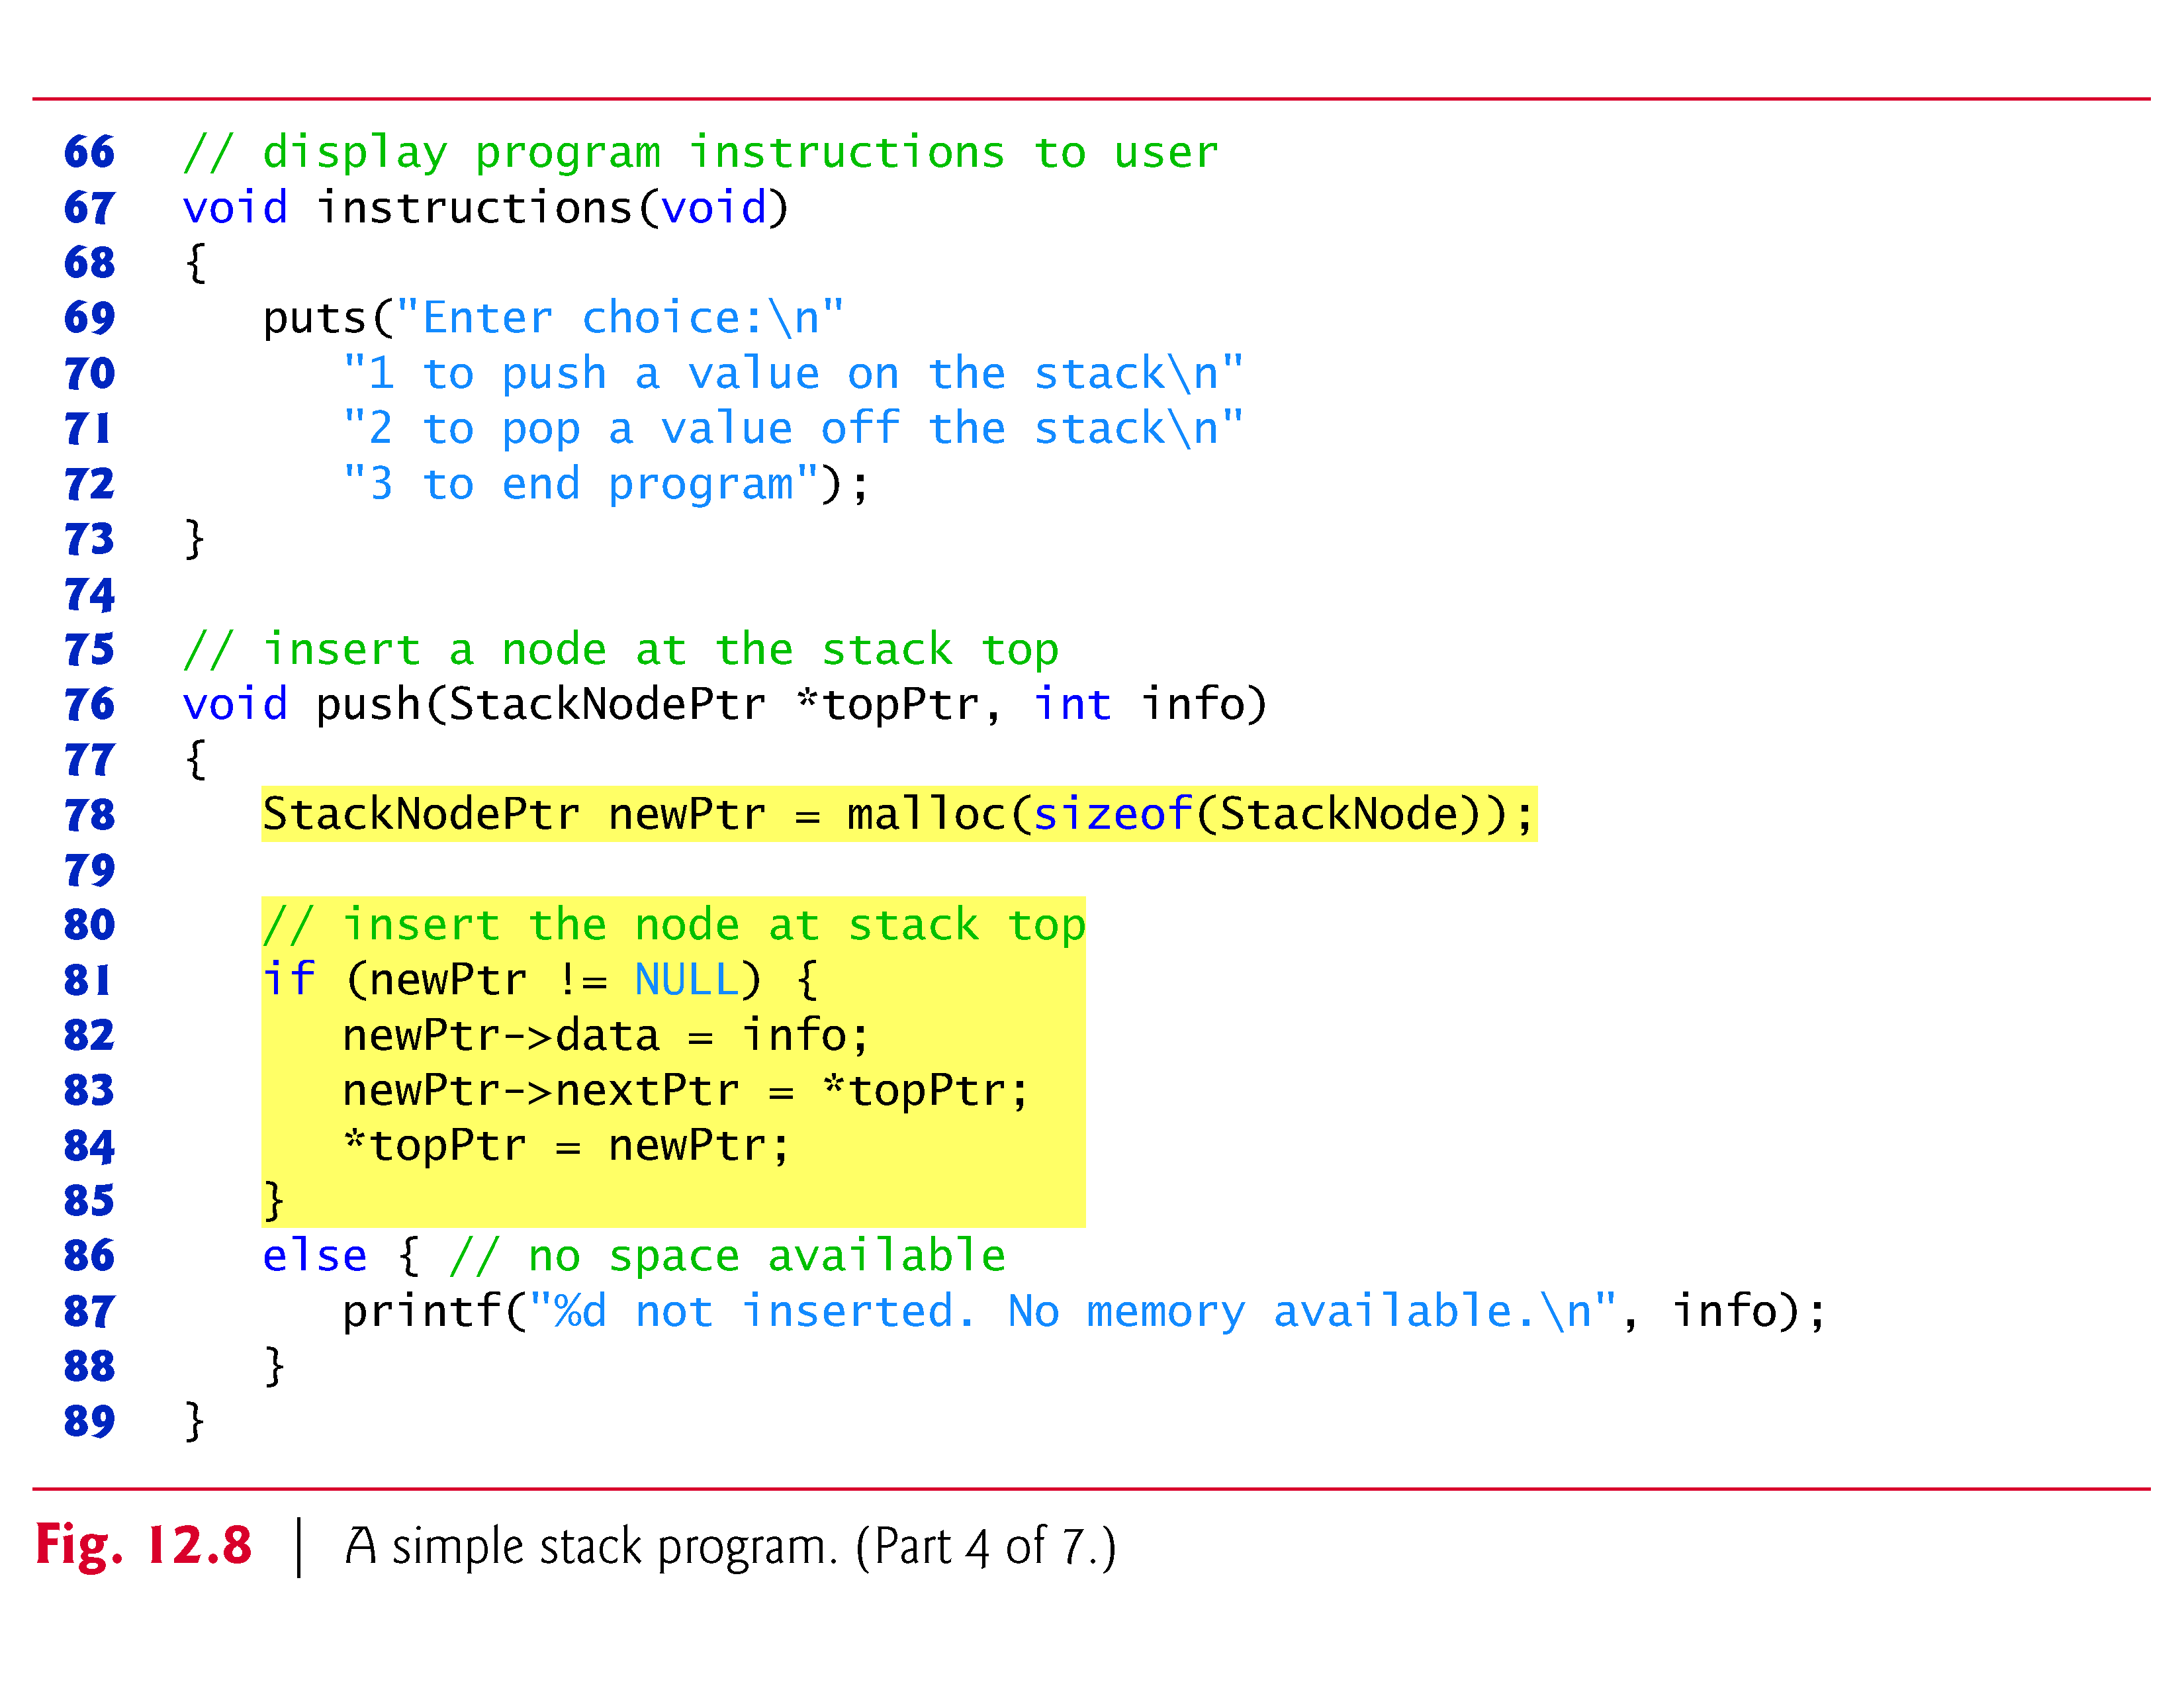 66 // display program instructions to user
67 void instructions(void)
68 {
69    puts("Enter choice:\n"
70       "1 to push a value on the stack\n"
71       "2 to pop a value off the stack\n"
72       "3 to end program");
73 }
74
75 // insert a node at the stack top
76 void push(StackNodePtr *topPtr, int info)
77 {
78    StackNodePtr newPtr = malloc(sizeof(StackNode));
79
80    // insert the node at stack top
81    if (newPtr != NULL) {
82       newPtr->data = info;
83       newPtr->nextPtr = *topPtr;
84       *topPtr = newPtr;
85    }
86    else { // no space available
87       printf("%d not inserted. No memory available.\n", info);
88    }
89 }
Fig. 12.8 | A simple stack program. (Part 4 of 7.)